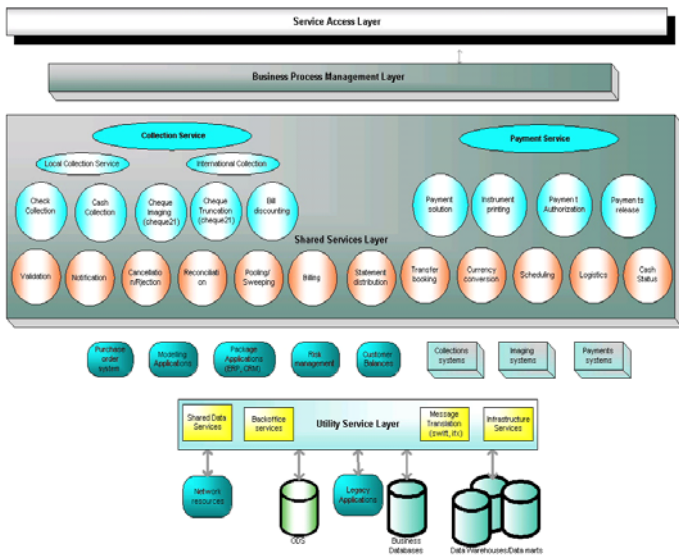 Service Access Layer
Business Process Management Layer
Collection Service
Payment Service
Local Collection Service
International Collection
Check
Collection
Cash
Collection
Cheque
Imaging
(cheque21)
Cheque
Truncation
(cheque21)
Bill
discounting
Payment
solution
Instrument
printing
Paymen t
Authorization
Paymen ts
release
Shared Services Layer
Validation
Notification
Cancellatio
n/Rjection
Reconciliati
on
Pooling/
Sweeping
Billing
Statement
distribution
Transfer
booking
Currency
conversion
Scheduling
Logistics
Cash
Status
Purchase
order
system
Modeling
Applications
Package
Applications
(ERP, CRM)
Risk
management
Customer
Balances
Collections
systems
Imaging
systems
Payments
systems
Shared Data
Services
Backoffice
services
Utility Service Layer
Message
Translation
(swift, itx)
Infrastructure
Services
Network
resources
ODS
Legacy
Applications
Business
Databases
Data Warehouses/Data marts